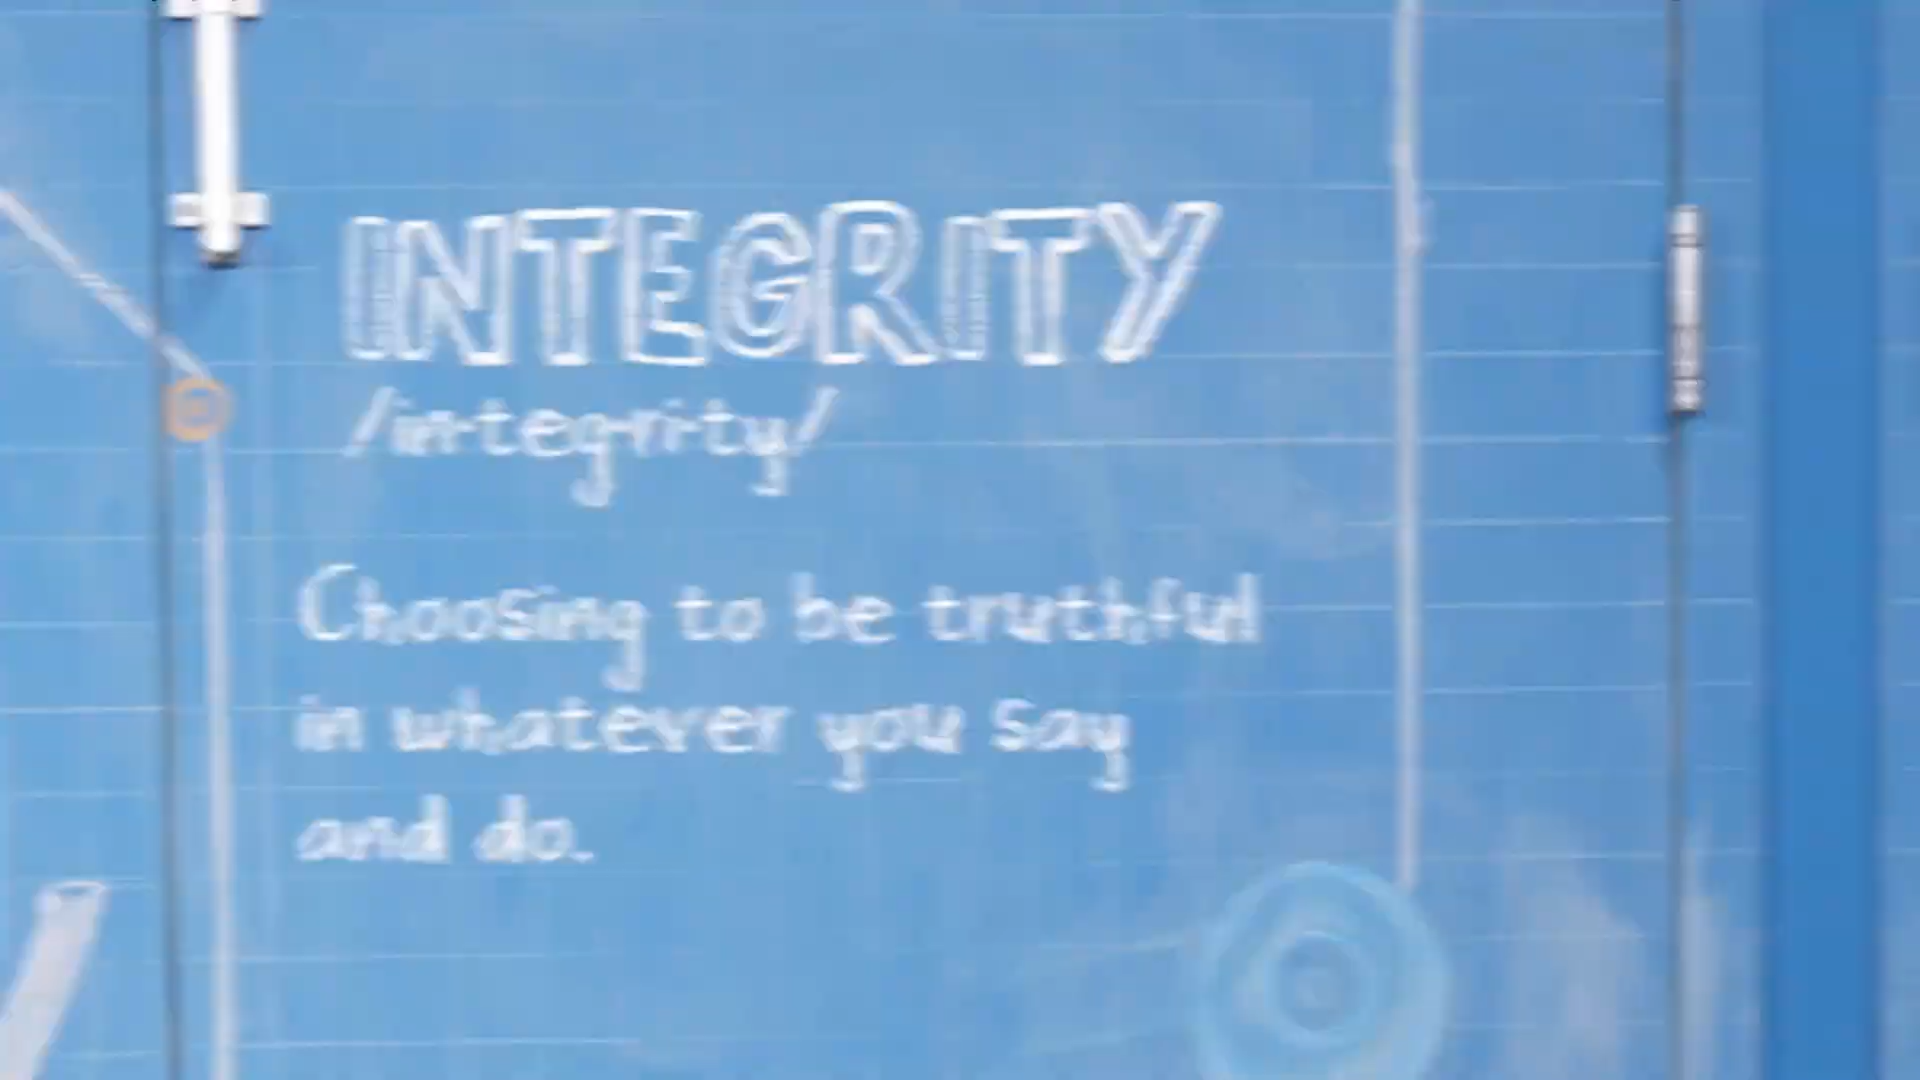 INTEGRITY
/integrity/
Choosing to be truthful
in whatever you say
and do.